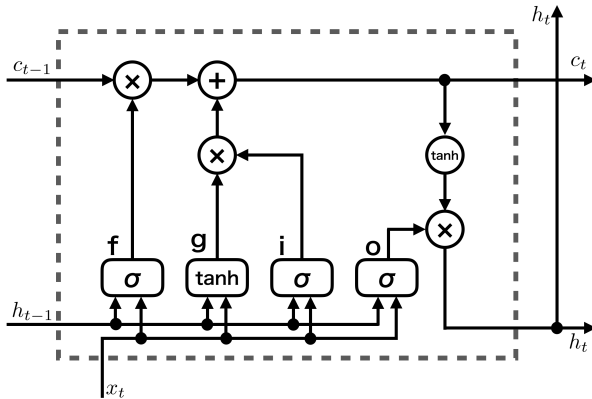 h_t
c_{t-1}
×
+
c_t
×
tanh
×
f
g
i
o
σ
tanh
σ
σ
h_{t-1}
h_t
x_t